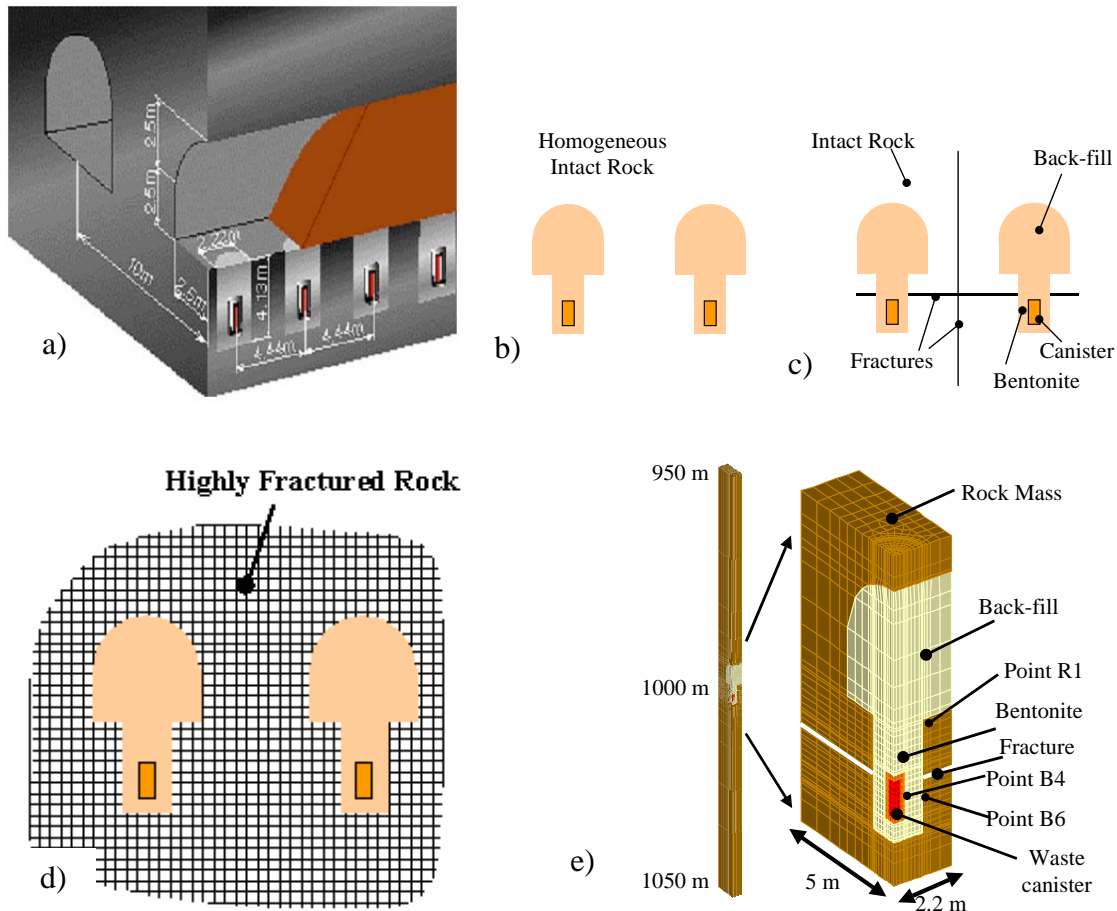 2.5m
2.5m
2.22m
10m
2.5m
4.13m
4.44m
4.44m
a)
Homogeneous
Intact Rock
b)
Intact Rock
Back-fill
Fractures
Canister
Bentonite
c)
Highly Fractured Rock
d)
950 m
1000 m
1050 m
Rock Mass
Back-fill
Point R1
Bentonite
Fracture
Point B4
Point B6
Waste
canister
5 m
2.2 m
e)